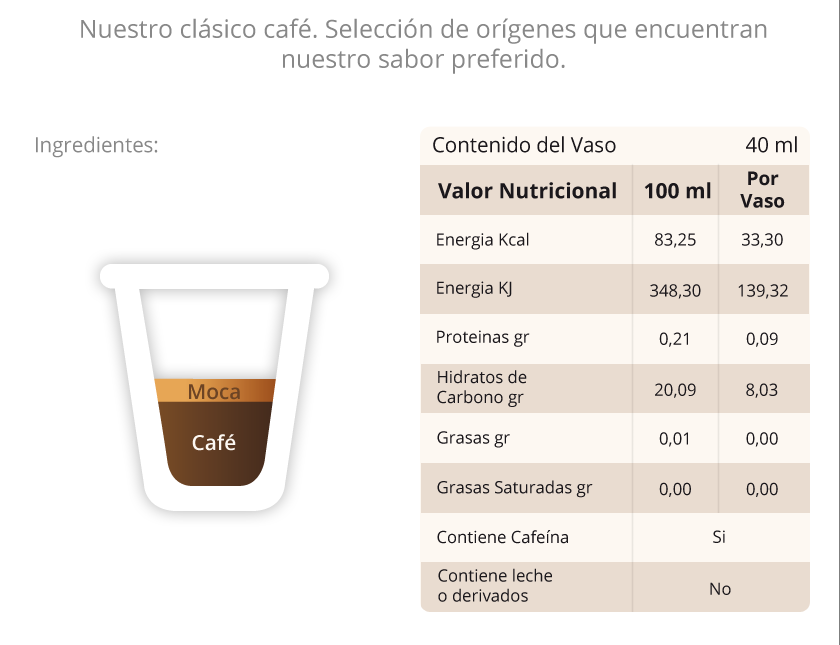 Nuestro clásico café. Selección de orígenes que encuentran
nuestro sabor preferido.
Ingredientes:
Moca
Café
Contenido del Vaso 40 ml
Valor Nutricional 100 ml Por Vaso
Energia Kcal 83,25 33,30
Energia KJ 348,30 139,32
Proteinas gr 0,21 0,09
Hidratos de
Carbono gr 20,09 8,03
Grasas gr 0,01 0,00
Grasas Saturadas gr 0,00 0,00
Contiene Cafeína Si
Contiene leche
o derivados No